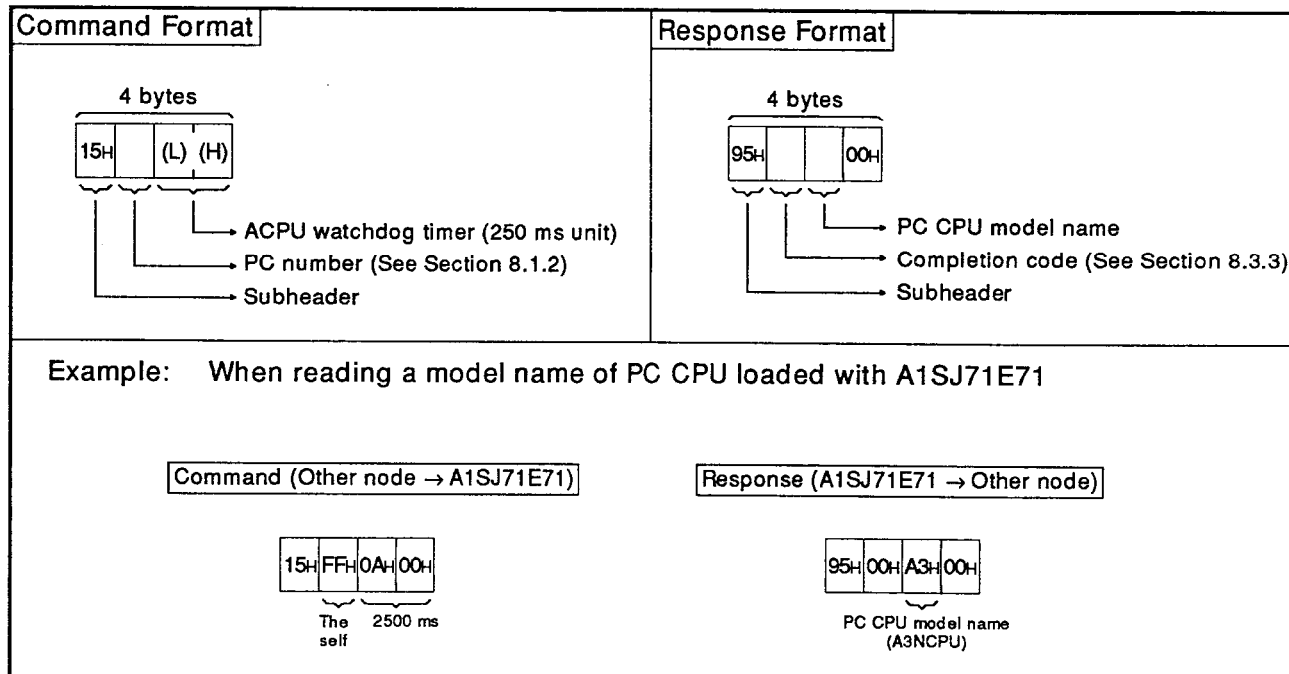 Command Format
4 bytes
15H (L) (H)
ACPU watchdog timer (250 ms unit)
PC number (See Section 8.1.2)
Subheader
Response Format
4 bytes
95H 00H
PC CPU model name
Completion code (See Section 8.3.3)
Subheader
Example: When reading a model name of PC CPU loaded with A1SJ71E71
Command (Other node → A1SJ71E71)
15H FFH 0AH 00H
The self
2500 ms
Response (A1SJ71E71 → Other node)
95H 00H A3H 00H
PC CPU model name
(A3NCPU)